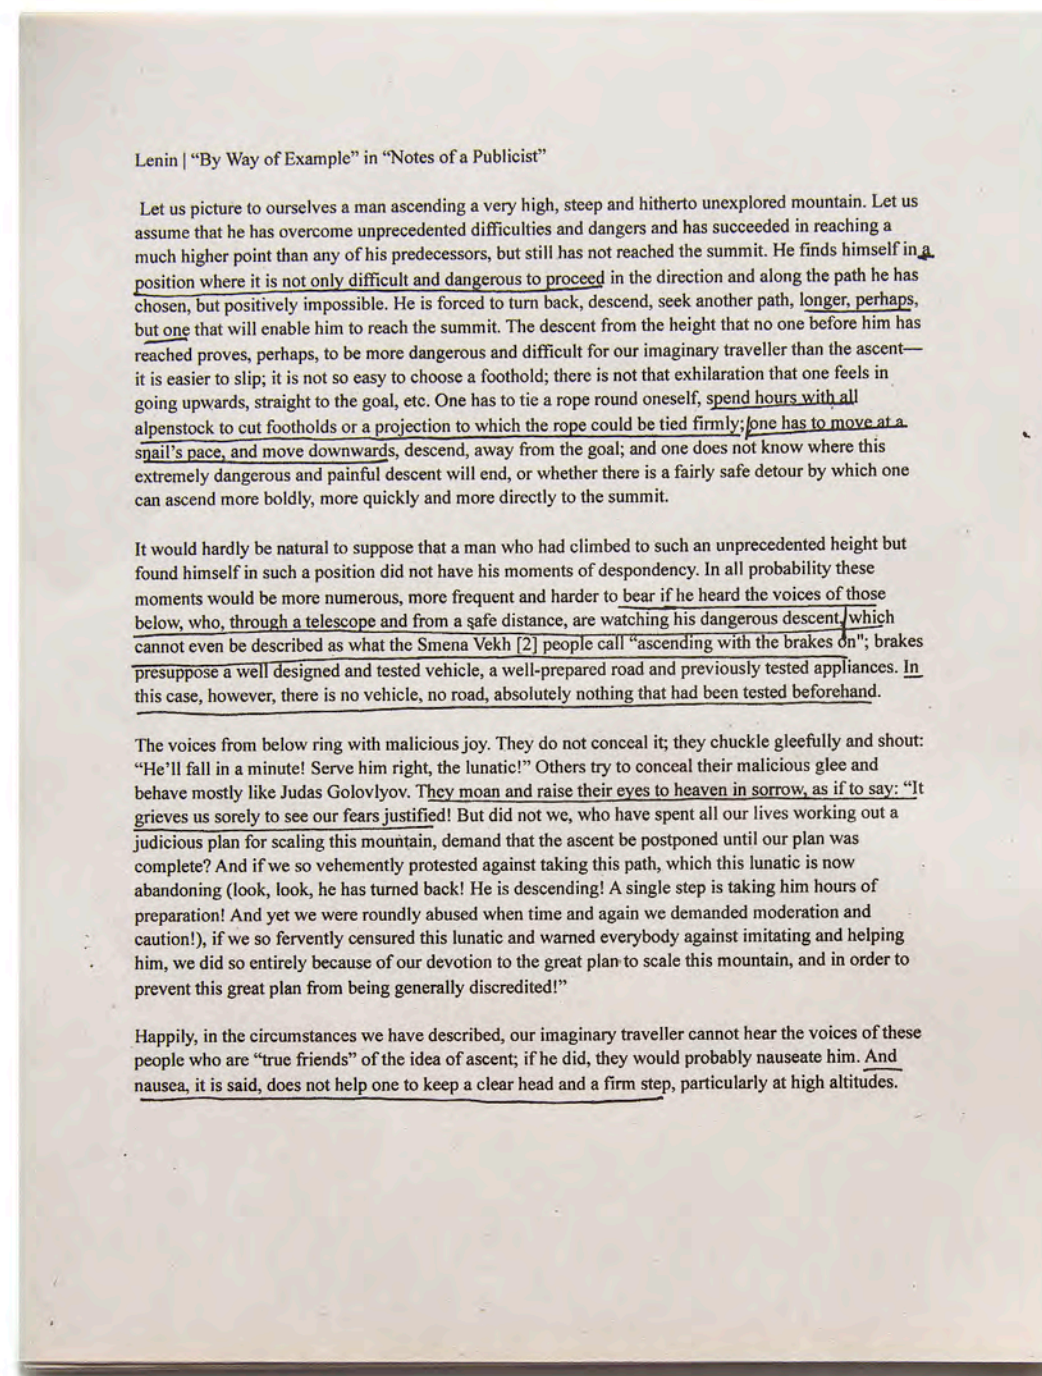 Lenin | “By Way of Example” in “Notes of a Publicist”
Let us picture to ourselves a man ascending a very high, steep and hitherto unexplored mountain. Let us
assume that he has overcome unprecedented difficulties and dangers and has succeeded in reaching a
much higher point than any of his predecessors, but still has not reached the summit. He finds himself in a
position where it is not only difficult and dangerous to proceed in the direction and along the path he has
chosen, but positively impossible. He is forced to turn back, descend, seek another path, longer, perhaps,
but one that will enable him to reach the summit. The descent from the height that no one before him has
reached proves, perhaps, to be more dangerous and difficult for our imaginary traveller than the ascent—
it is easier to slip; it is not so easy to choose a foothold; there is not that exhilaration that one feels in
going upwards, straight to the goal, etc. One has to tie a rope round oneself, spend hours with all
alpenstock to cut footholds or a projection to which the rope could be tied firmly; one has to move at a
snail’s pace, and move downwards, descend, away from the goal; and one does not know where this
extremely dangerous and painful descent will end, or whether there is a fairly safe detour by which one
can ascend more boldly, more quickly and more directly to the summit.
It would hardly be natural to suppose that a man who had climbed to such an unprecedented height but
found himself in such a position did not have his moments of despondency. In all probability these
moments would be more numerous, more frequent and harder to bear if he heard the voices of those
below, who, through a telescope and from a safe distance, are watching his dangerous descent, which
cannot even be described as what the Smena Vekh [2] people call “ascending with the brakes on"; brakes
presuppose a well designed and tested vehicle, a well-prepared road and previously tested appliances. In
this case, however, there is no vehicle, no road, absolutely nothing that had been tested beforehand.
The voices from below ring with malicious joy. They do not conceal it; they chuckle gleefully and shout:
“He’ll fall in a minute! Serve him right, the lunatic!” Others try to conceal their malicious glee and
behave mostly like Judas Golovlyov. They moan and raise their eyes to heaven in sorrow, as if to say: “It
grieves us sorely to see our fears justified! But did not we, who have spent all our lives working out a
judicious plan for scaling this mountain, demand that the ascent be postponed until our plan was
complete? And if we so vehemently protested against taking this path, which this lunatic is now
abandoning (look, look, he has turned back! He is descending! A single step is taking him hours of
preparation! And yet we were roundly abused when time and again we demanded moderation and
caution!), if we so fervently censured this lunatic and warned everybody against imitating and helping
him, we did so entirely because of our devotion to the great plan to scale this mountain, and in order to
prevent this great plan from being generally discredited!”
Happily, in the circumstances we have described, our imaginary traveller cannot hear the voices of these
people who are “true friends” of the idea of ascent; if he did, they would probably nauseate him. And
nausea, it is said, does not help one to keep a clear head and a firm step, particularly at high altitudes.